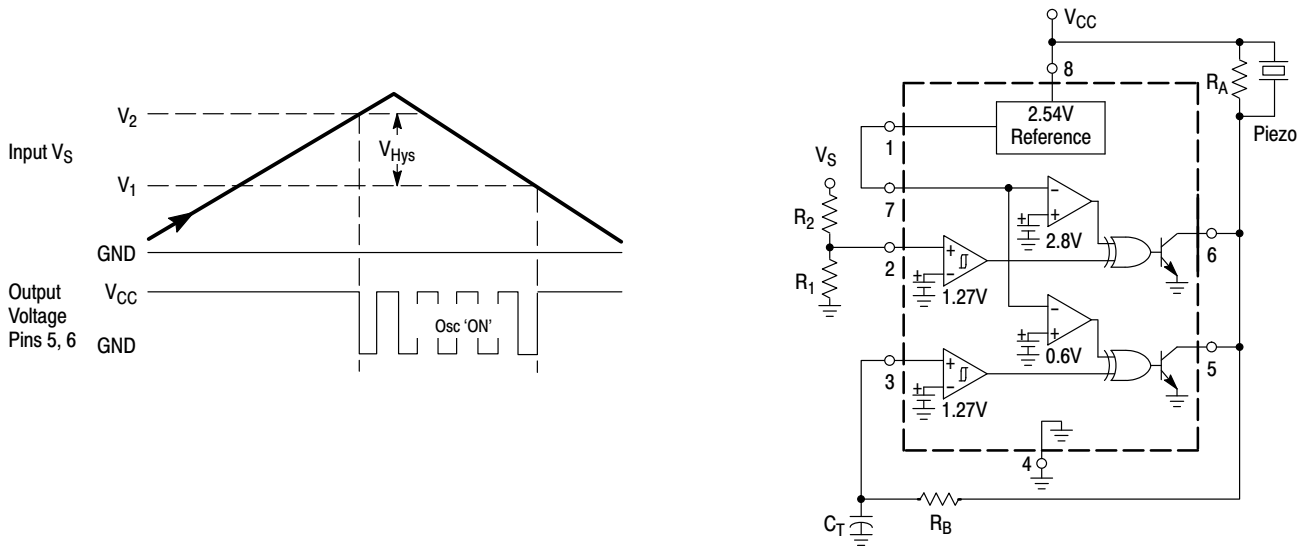 V2
Input VS
VHys
V1
GND
Output
Voltage
Pins 5, 6
VCC
Osc 'ON'
GND
VCC
8
RA
Piezo
2.54V
Reference
1
VS
7
R2
+
-
+
2.8V
6
2
+
-
+
1.27V
R1
-
+
+
0.6V
5
3
+
-
+
1.27V
4
CT
RB